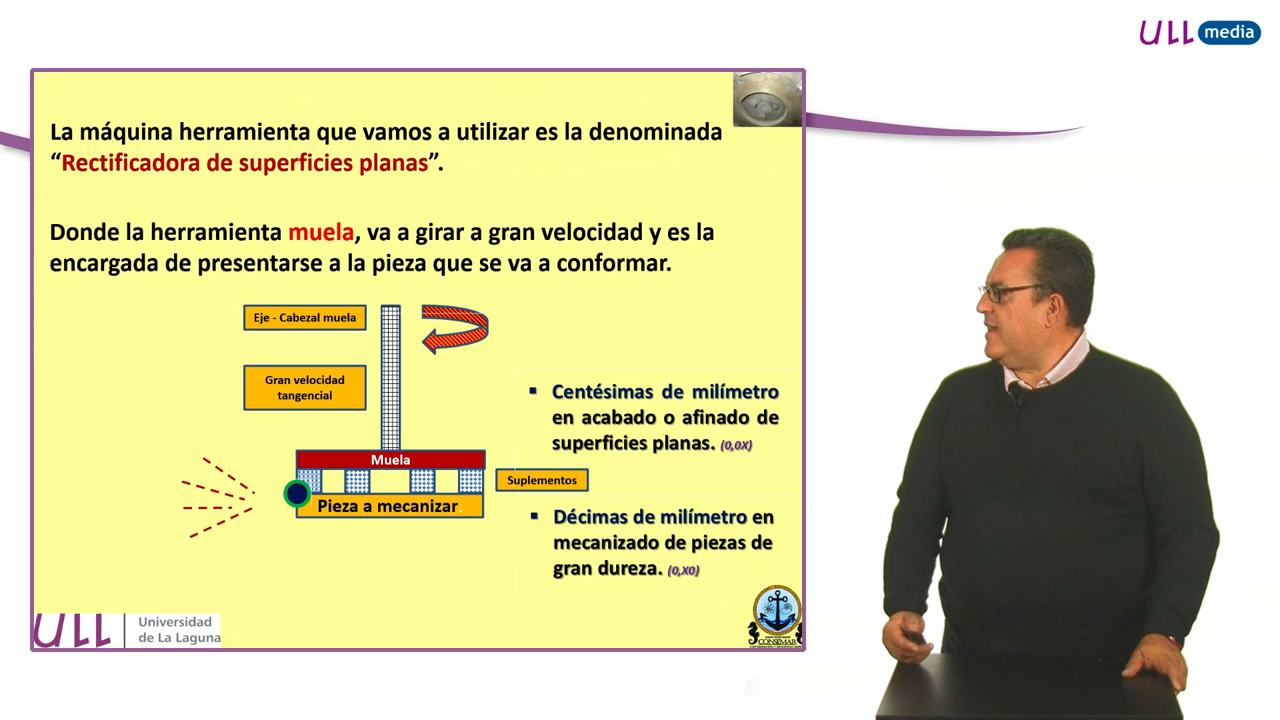 ULL media
La máquina herramienta que vamos a utilizar es la denominada
“Rectificadora de superficies planas”.
Donde la herramienta muela, va a girar a gran velocidad y es la
encargada de presentarse a la pieza que se va a conformar.
Eje - Cabezal muela
Gran velocidad
tangencial
Muela
Suplementos
Pieza a mecanizar.
▪ Centésimas de milímetro
en acabado o afinado de
superficies planas. (0,0X)
▪ Décimas de milímetro en
mecanizado de piezas de
gran dureza. (0,X0)
ULL
Universidad
de La Laguna
CONSEMAR